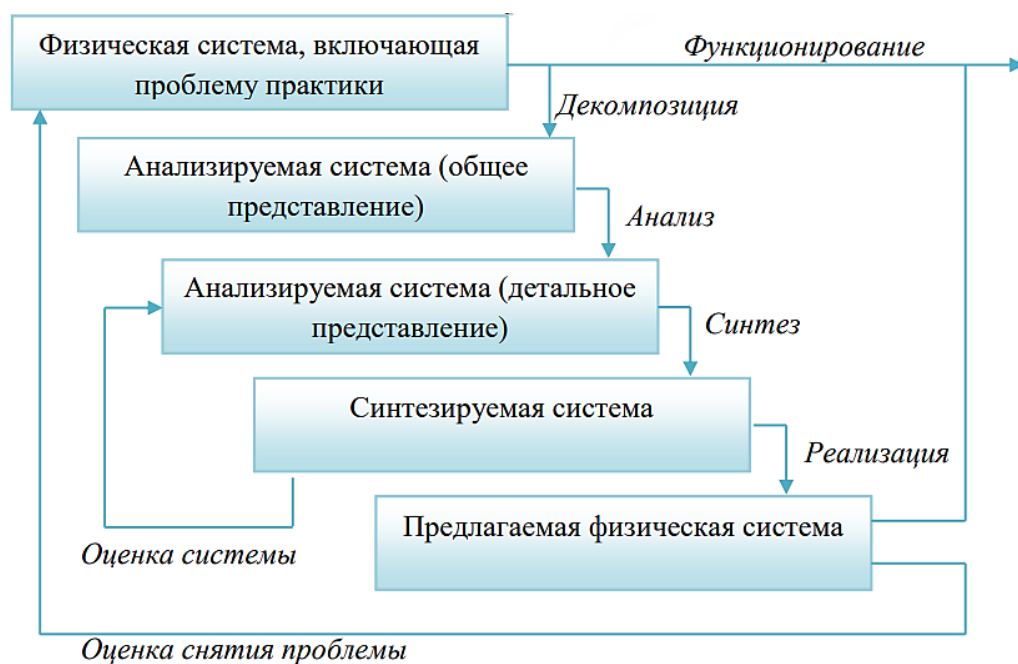 Физическая система, включающая
проблему практики
Функционирование
Декомпозиция
Анализируемая система (общее
представление)
Анализ
Анализируемая система (детальное
представление)
Синтез
Синтезируемая система
Реализация
Предлагаемая физическая система
Оценка системы
Оценка снятия проблемы